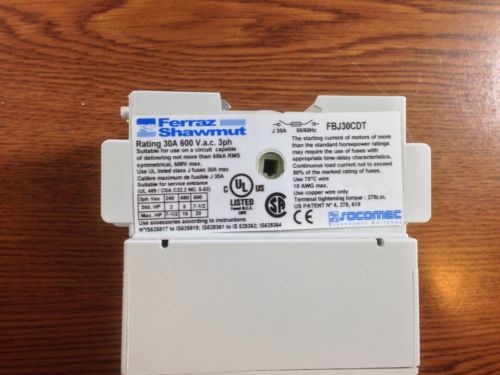 FS Ferraz
Shawmut
Rating 30A 600 V.a.c. 3ph
Suitable for use on a circuit capable
of delivering not more than 65kA RMS
symmetrical, 600V max.
Use UL listed class J fuses 30A max
Calibre maximum de fusible J 30A
Suitable for service entrance
(UL 489 / CSA C22.2 NO. 5-02)
3ph Vac 240 480 600
Std. HP 3 5 7-1/2
Max. HP 7-1/2 15 20
Use accessories according to instructions
J 30A 50/60Hz
UL
LISTED
FBJ30CDT
The starting current of motors of more
than the standard horsepower ratings
may require the use of fuses with
appropriate time-delay characteristics.
Continuous load current not to exceed
80% of the marked rating of fuses.
Use 75°C wire
10 AWG max.
Use copper wire only
Terminal tightening torque : 27lb.in.
US PATENT N° 6, 278, 619
socomec